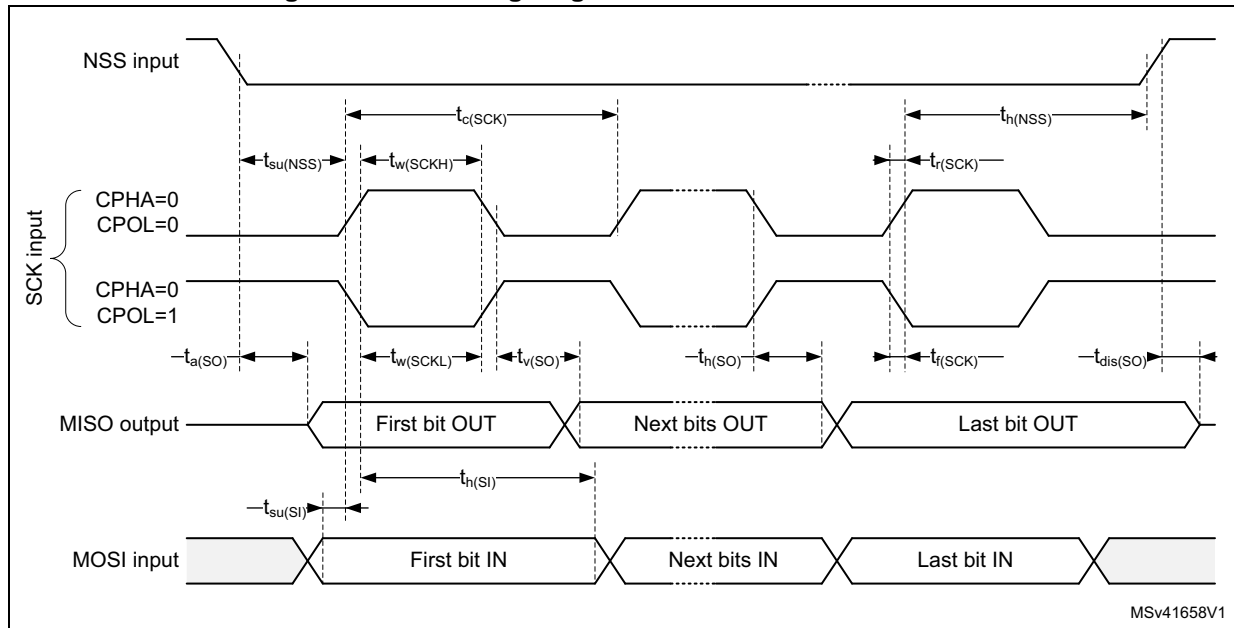 NSS input
tc(SCK)
th(NSS)
tsu(NSS)
tw(SCKH)
tr(SCK)
SCK input
CPHA=0
CPOL=0
CPHA=0
CPOL=1
ta(SO)
tw(SCKL)
tv(SO)
th(SO)
tf(SCK)
tdis(SO)
MISO output
First bit OUT
Next bits OUT
Last bit OUT
th(SI)
tsu(SI)
MOSI input
First bit IN
Next bits IN
Last bit IN
MSv41658V1